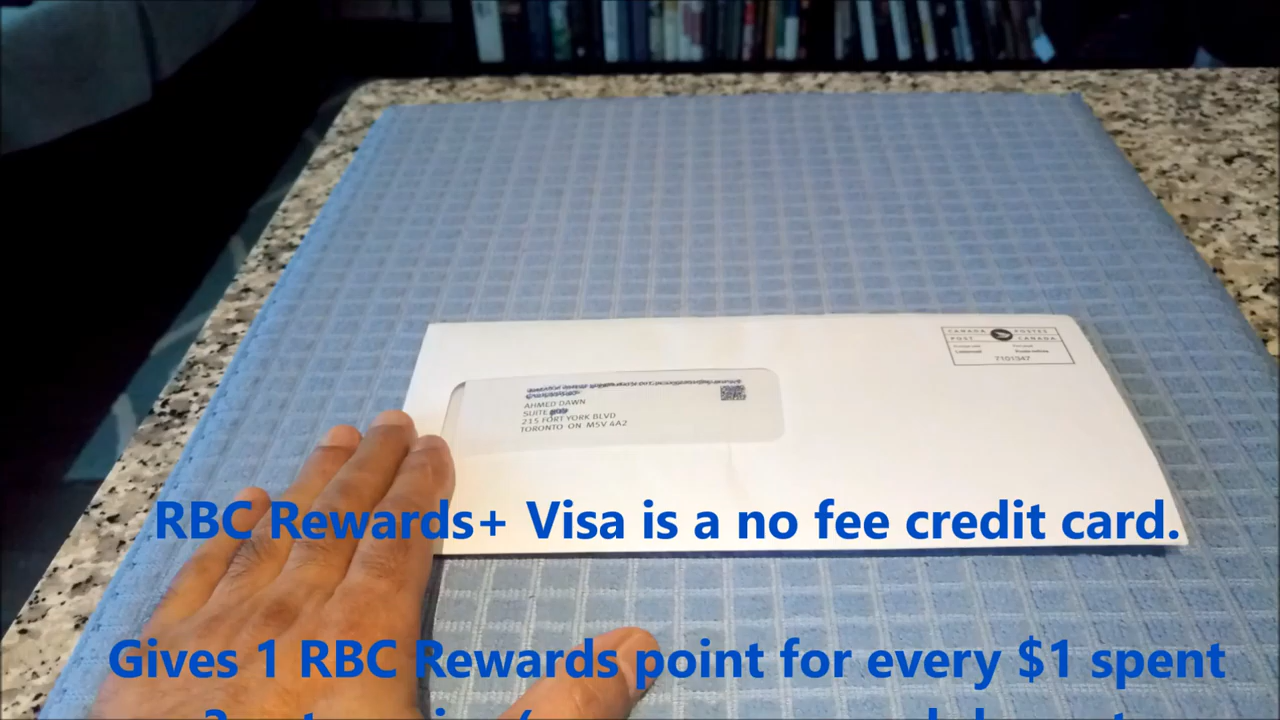 CANADA POSTES
POST CANADA
7101347
AHMED DAWN
SUITE
215 FORT YORK BLVD
TORONTO ON M5V 4A2
RBC Rewards+ Visa is a no fee credit card.
Gives 1 RBC Rewards point for every $1 spent